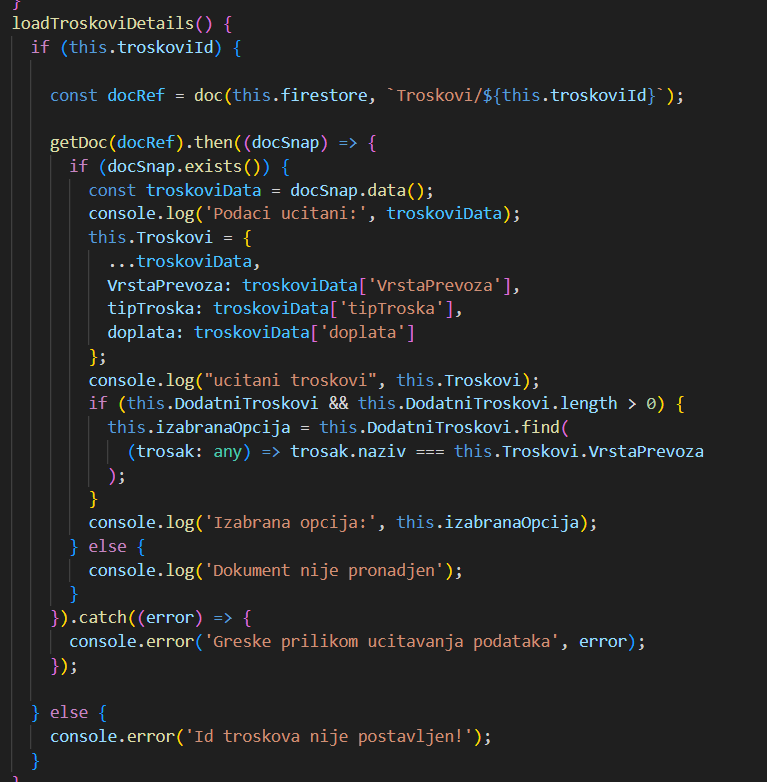 }
loadTroskoviDetails() {
if (this.troskoviId) {
const docRef = doc(this.firestore, `Troskovi/${this.troskoviId}`);
getDoc(docRef).then((docSnap) => {
if (docSnap.exists()) {
const troskoviData = docSnap.data();
console.log('Podaci ucitani:', troskoviData);
this.Troskovi = {
...troskoviData,
VrstaPrevoza: troskoviData['VrstaPrevoza'],
tipTroska: troskoviData['tipTroska'],
doplata: troskoviData['doplata']
};
console.log("ucitani troskovi", this.Troskovi);
if (this.DodatniTroskovi && this.DodatniTroskovi.length > 0) {
this.izabranaOpcija = this.DodatniTroskovi.find(
(trosak: any) => trosak.naziv === this.Troskovi.VrstaPrevoza
);
}
console.log('Izabrana opcija:', this.izabranaOpcija);
} else {
console.log('Dokument nije pronadjen');
}
}).catch((error) => {
console.error('Greske prilikom ucitavanja podataka', error);
});
} else {
console.error('Id troskova nije postavljen!');
}
}